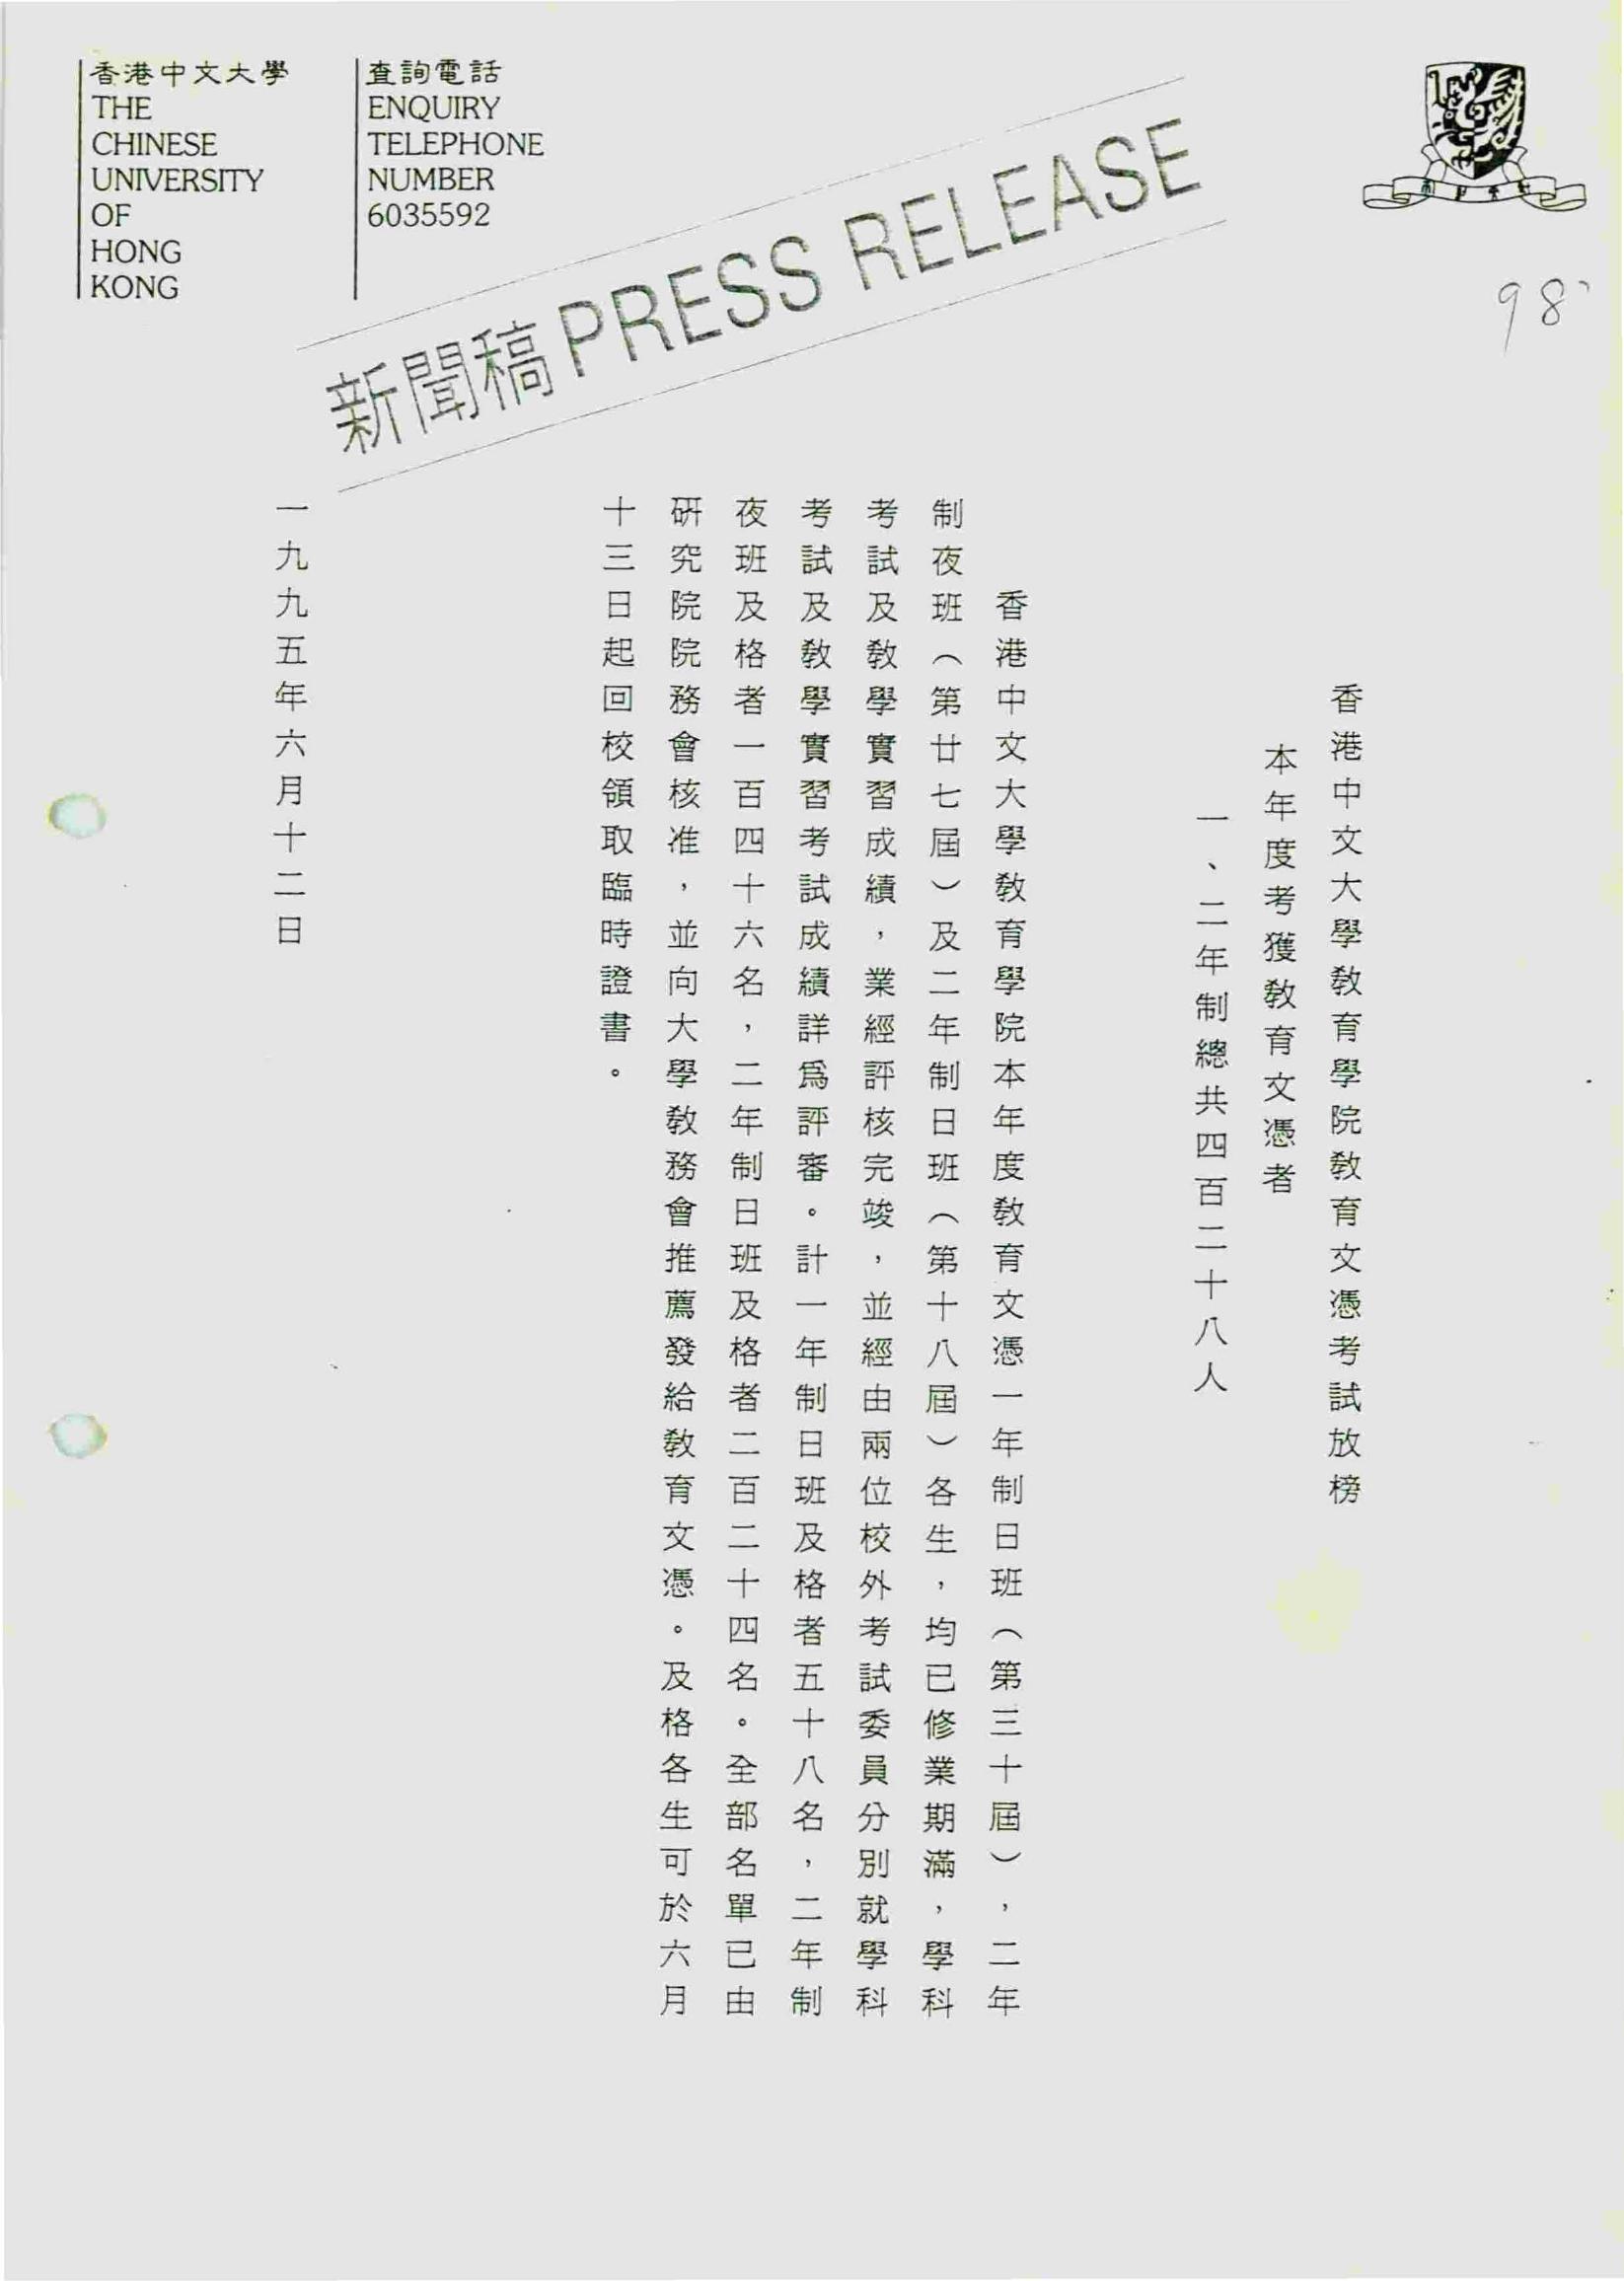 香港中文大學
THE
CHINESE
UNIVERSITY
OF
HONG
KONG
查詢電話
ENQUIRY
TELEPHONE
NUMBER
6035592
新聞稿 PRESS RELEASE
98
香港中文大學教育學院教育文憑考試放榜
本年度考獲教育文憑者
一、二年制總共四百二十八人
香港中文大學教育學院本年度教育文憑一年制日班（第三十屆），二年
制夜班（第廿七屆）及二年制日班（第十八屆）各生，均已修業期滿，學科
考試及教學實習成績，業經評核完竣，並經由兩位校外考試委員分別就學科
考試及教學實習考試成績詳爲評審。計一年制日班及格者五十八名，二年制
夜班及格者一百四十六名，二年制日班及格者二百二十四名。全部名單已由
研究院院務會核准，並向大學教務會推薦發給教育文憑。及格各生可於六月
十三日起回校領取臨時證書。
一九九五年六月十二日